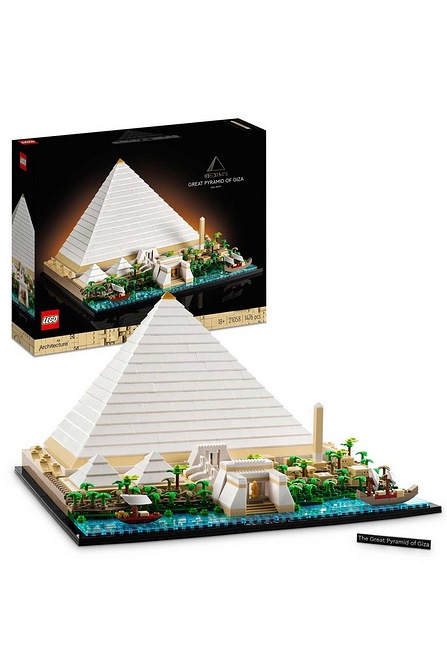 LEGO
GREAT PYRAMID OF GIZA
LEGO
18+ 21058 1476 pcs
Architecture
The Great Pyramid of Giza